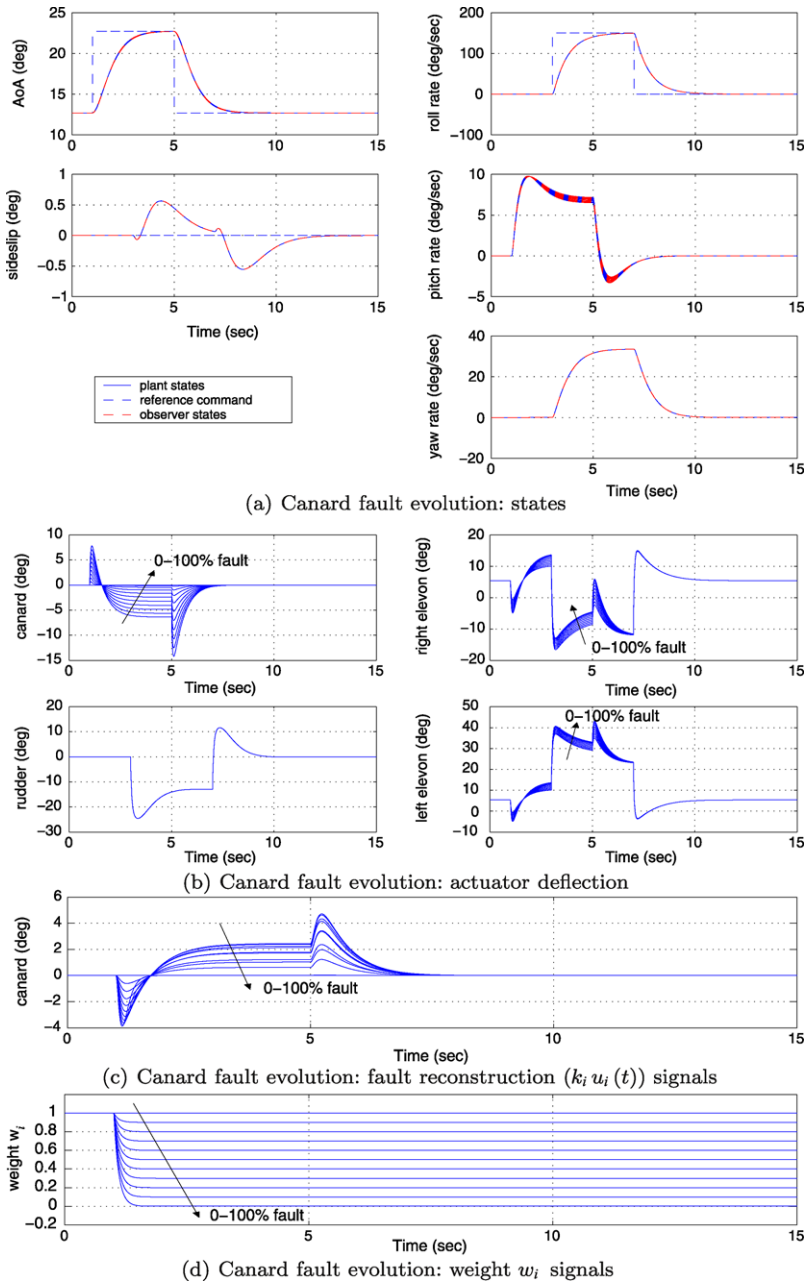 AoA (deg)
25
20
15
10
0 5 10 15
roll rate (deg/sec)
200
100
0
−100
0 5 10 15
sideslip (deg)
1
0.5
0
−0.5
−1
0 5 10 15
Time (sec)
pitch rate (deg/sec)
10
5
0
−5
0 5 10 15
plant states
reference command
observer states
yaw rate (deg/sec)
40
20
0
−20
0 5 10 15
Time (sec)
(a) Canard fault evolution: states
canard (deg)
10
5
0
−5
−10
−15
0−100% fault
0 5 10 15
Time (sec)
right elevon (deg)
20
10
0
−10
−20
0−100% fault
0 5 10 15
Time (sec)
rudder (deg)
20
10
0
−10
−20
−30
0 5 10 15
Time (sec)
left elevon (deg)
50
40
30
20
10
0
−10
0−100% fault
0 5 10 15
Time (sec)
(b) Canard fault evolution: actuator deflection
canard (deg)
6
4
2
0
−2
−4
0−100% fault
0 5 10 15
Time (sec)
(c) Canard fault evolution: fault reconstruction (kᵢ uᵢ (t)) signals
weight wᵢ
1
0.8
0.6
0.4
0.2
0
−0.2
0−100% fault
0 5 10 15
Time (sec)
(d) Canard fault evolution: weight wᵢ signals